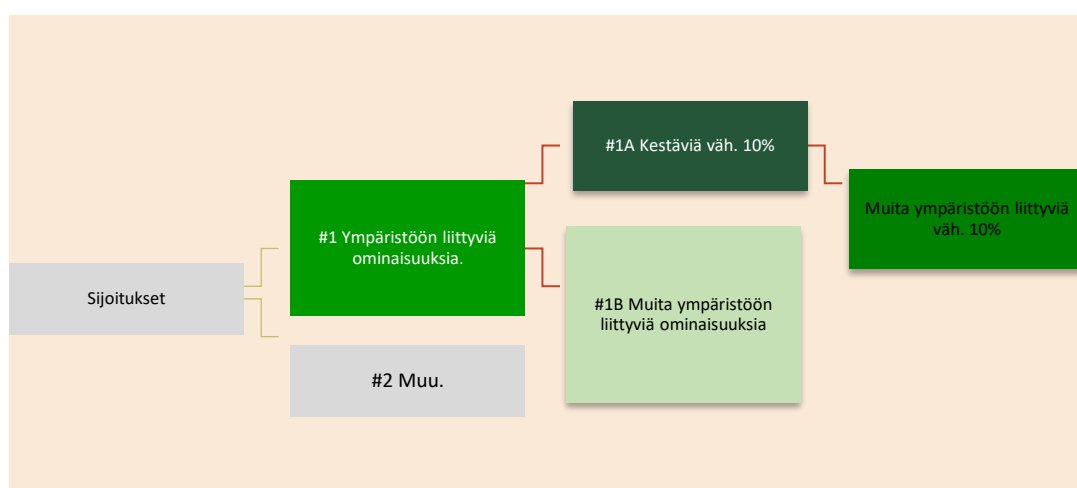 #1A Kestäviä väh. 10%
Muita ympäristöön liittyviä
väh. 10%
#1 Ympäristöön liittyviä
ominaisuuksia.
Sijoitukset
#1B Muita ympäristöön
liittyviä ominaisuuksia
#2 Muu.